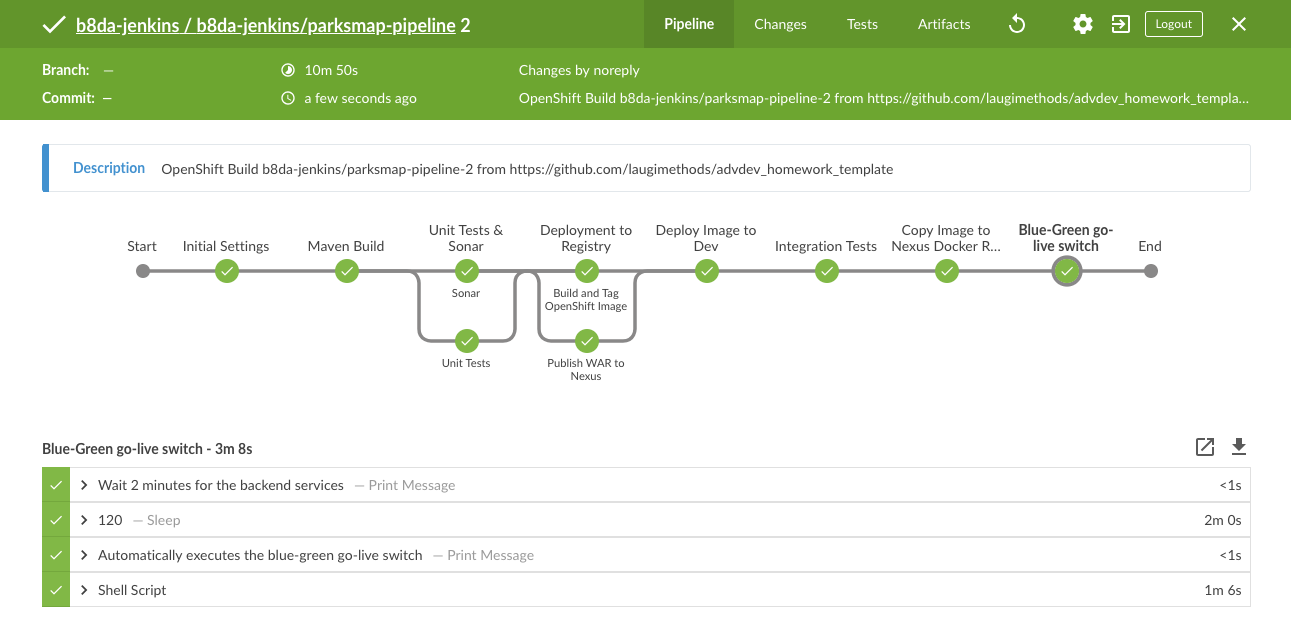 b8da-jenkins / b8da-jenkins/parksmap-pipeline 2
Pipeline
Changes
Tests
Artifacts
Logout
Branch: —
10m 50s
Changes by noreply
Commit: —
a few seconds ago
OpenShift Build b8da-jenkins/parksmap-pipeline-2 from https://github.com/laugimethods/advdev_homework_templa...
Description OpenShift Build b8da-jenkins/parksmap-pipeline-2 from https://github.com/laugimethods/advdev_homework_template
Start
Initial Settings
Maven Build
Unit Tests &
Sonar
Deployment to
Registry
Deploy Image to
Dev
Integration Tests
Copy Image to
Nexus Docker R...
Blue-Green go-
live switch
End
Sonar
Build and Tag
OpenShift Image
Unit Tests
Publish WAR to
Nexus
Blue-Green go-live switch - 3m 8s
Wait 2 minutes for the backend services — Print Message <1s
120 — Sleep 2m 0s
Automatically executes the blue-green go-live switch — Print Message <1s
Shell Script 1m 6s